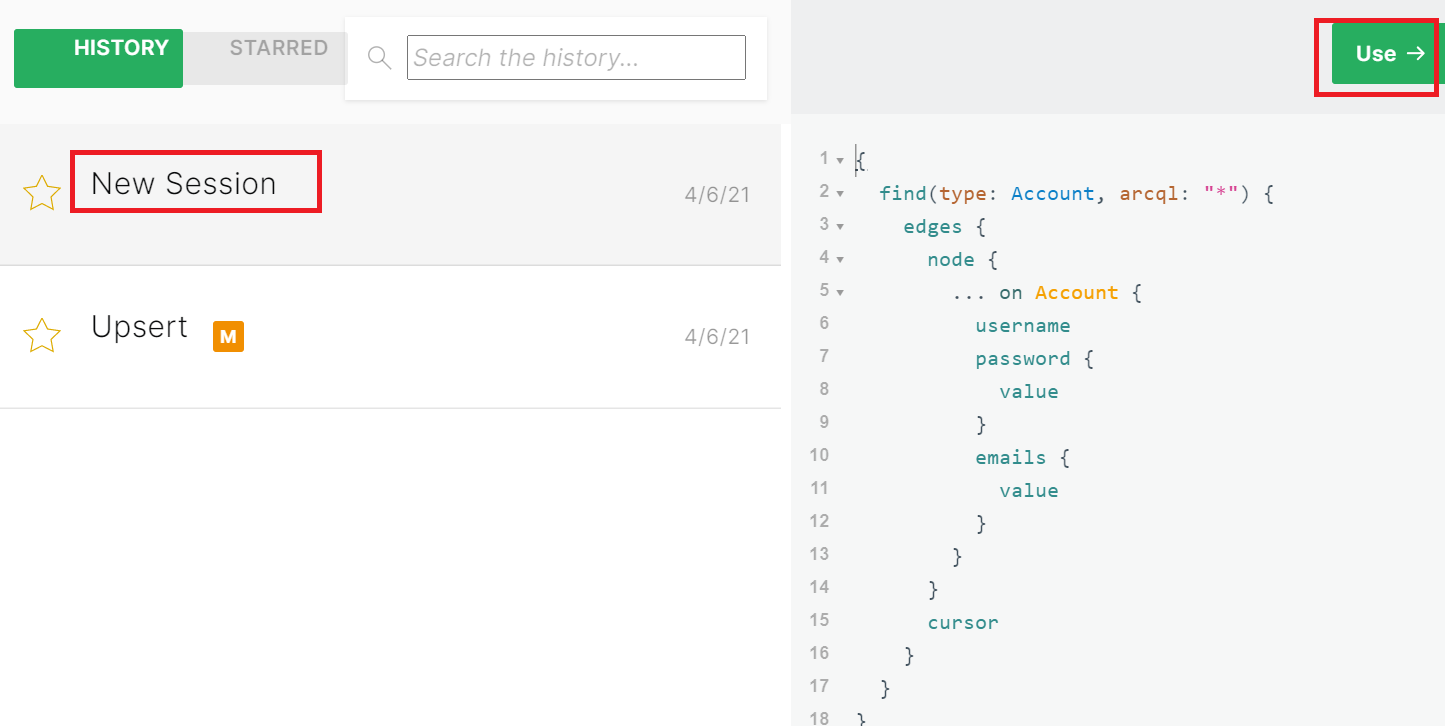 HISTORY STARRED Search the history...
New Session 4/6/21
Upsert M 4/6/21
Use →
1 {
2 find(type: Account, arcql: "*") {
3 edges {
4 node {
5 ... on Account {
6 username
7 password {
8 value
9 }
10 emails {
11 value
12 }
13 }
14 }
15 cursor
16 }
17 }
18 }